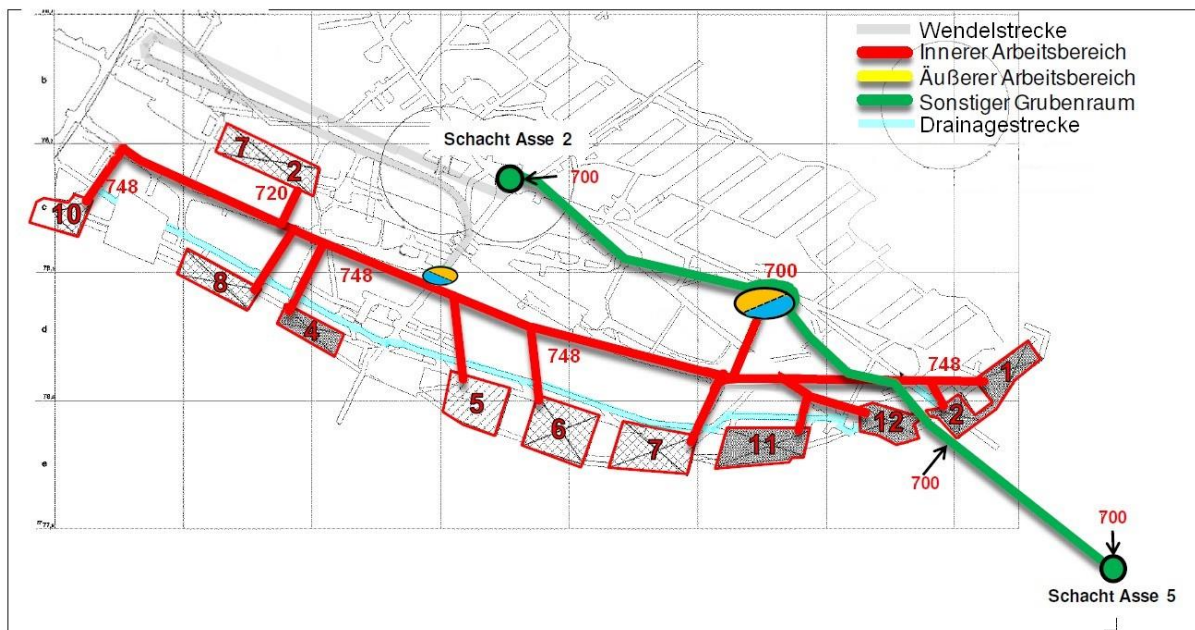 Wendelstrecke
Innerer Arbeitsbereich
Äußerer Arbeitsbereich
Sonstiger Grubenraum
Drainagestrecke
b
Schacht Asse 2
7 2
700
748
720
10
c
700
8
748
4
d
748
748
1
5
6
7
11
12
2
e
700
700
Schacht Asse 5